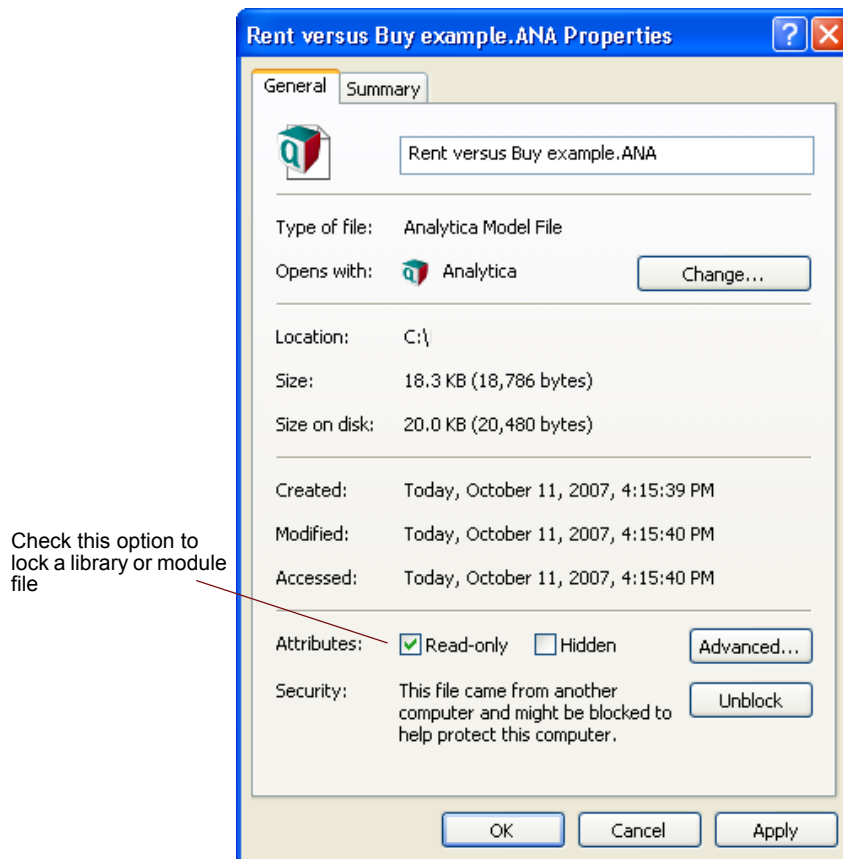 Rent versus Buy example.ANA Properties
General Summary
Rent versus Buy example.ANA
Type of file: Analytica Model File
Opens with: Analytica Change...
Location: C:\
Size: 18.3 KB (18,786 bytes)
Size on disk: 20.0 KB (20,480 bytes)
Created: Today, October 11, 2007, 4:15:39 PM
Modified: Today, October 11, 2007, 4:15:40 PM
Accessed: Today, October 11, 2007, 4:15:40 PM
Check this option to
lock a library or module
file
Attributes: Read-only Hidden Advanced...
Security: This file came from another
computer and might be blocked to
help protect this computer.
Unblock
OK Cancel Apply